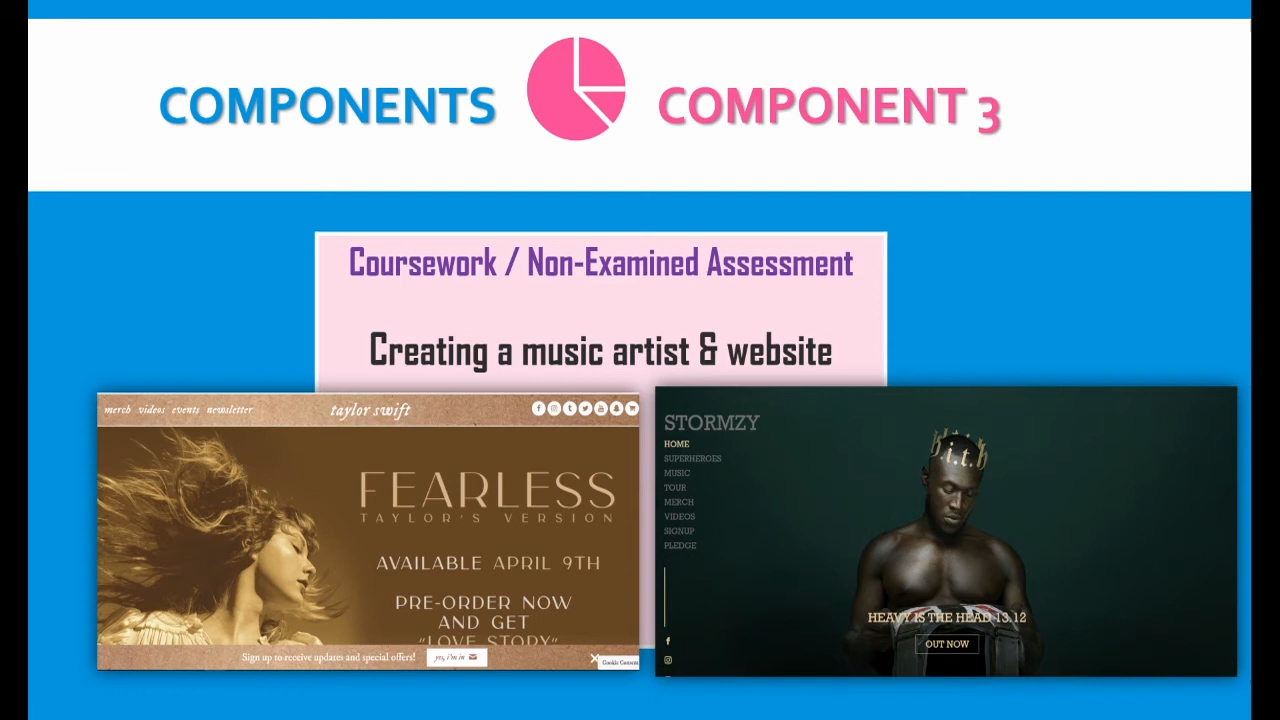 COMPONENTS
COMPONENT 3
Coursework / Non-Examined Assessment
Creating a music artist & website
merch videos events newsletter
taylor swift
FEARLESS
TAYLOR'S VERSION
AVAILABLE APRIL 9TH
PRE-ORDER NOW
AND GET
"LOVE STORY"
Sign up to receive updates and special offers!
yes, i'm in
Cookie Consent
STORMZY
HOME
SUPERHEROES
MUSIC
TOUR
MERCH
VIDEOS
SIGNUP
PLEDGE
h.i.t.h
HEAVY IS THE HEAD 13.12
OUT NOW